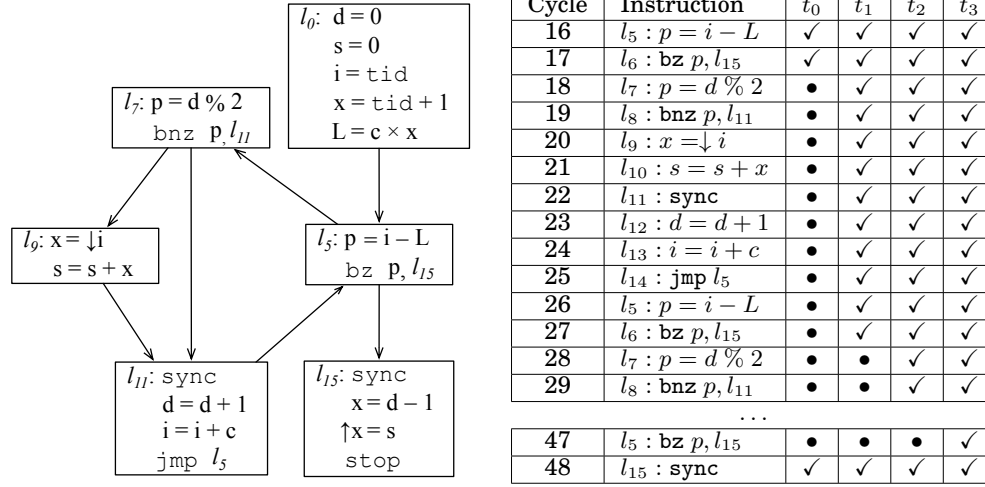 l0: d = 0
s = 0
i = tid
x = tid + 1
L = c × x
l7: p = d % 2
bnz p, l11
l9: x = ↓i
s = s + x
l5: p = i − L
bz p, l15
l11: sync
d = d + 1
i = i + c
jmp l5
l15: sync
x = d − 1
↑x = s
stop
Cycle Instruction t0 t1 t2 t3
16 l5 : p = i − L ✓ ✓ ✓ ✓
17 l6 : bz p, l15 ✓ ✓ ✓ ✓
18 l7 : p = d % 2 • ✓ ✓ ✓
19 l8 : bnz p, l11 • ✓ ✓ ✓
20 l9 : x =↓ i • ✓ ✓ ✓
21 l10 : s = s + x • ✓ ✓ ✓
22 l11 : sync • ✓ ✓ ✓
23 l12 : d = d + 1 • ✓ ✓ ✓
24 l13 : i = i + c • ✓ ✓ ✓
25 l14 : jmp l5 • ✓ ✓ ✓
26 l5 : p = i − L • ✓ ✓ ✓
27 l6 : bz p, l15 • ✓ ✓ ✓
28 l7 : p = d % 2 • • ✓ ✓
29 l8 : bnz p, l11 • • ✓ ✓
...
47 l5 : bz p, l15 • • • ✓
48 l15 : sync ✓ ✓ ✓ ✓